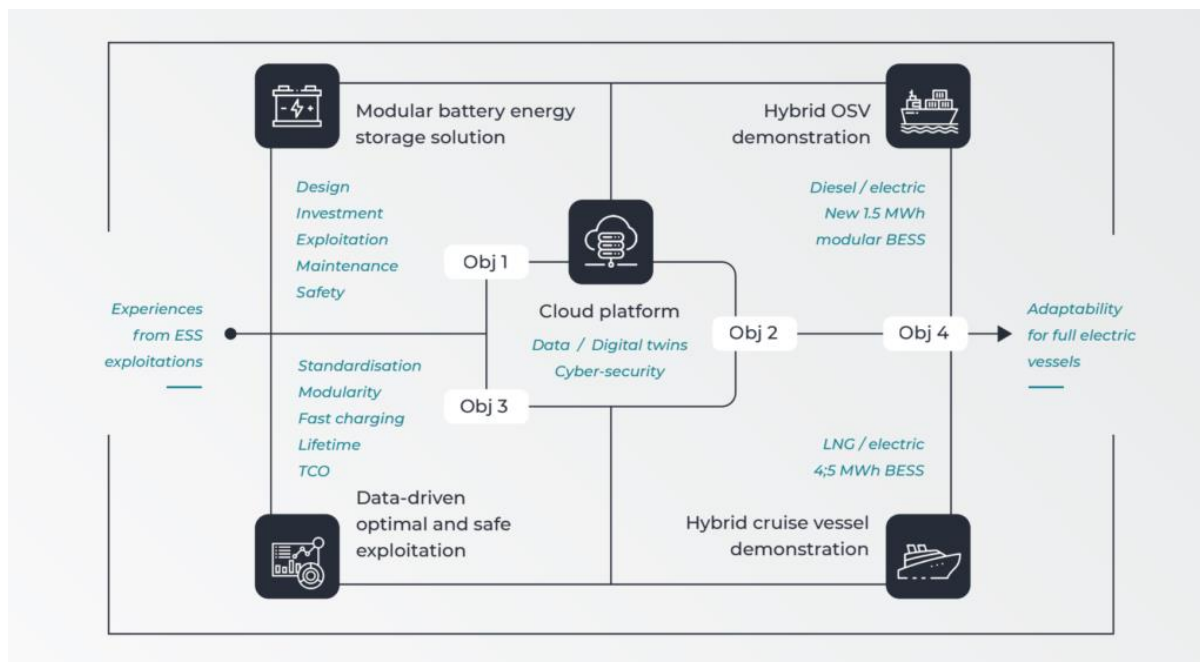 Modular battery energy
storage solution
Hybrid OSV
demonstration
Design
Investment
Exploitation
Maintenance
Safety
Diesel / electric
New 1.5 MWh
modular BESS
Obj 1
Cloud platform
Data / Digital twins
Cyber-security
Obj 2
Obj 4
Experiences
from ESS
exploitations
Adaptability
for full electric
vessels
Standardisation
Modularity
Fast charging
Lifetime
TCO
Obj 3
LNG / electric
4;5 MWh BESS
Data-driven
optimal and safe
exploitation
Hybrid cruise vessel
demonstration